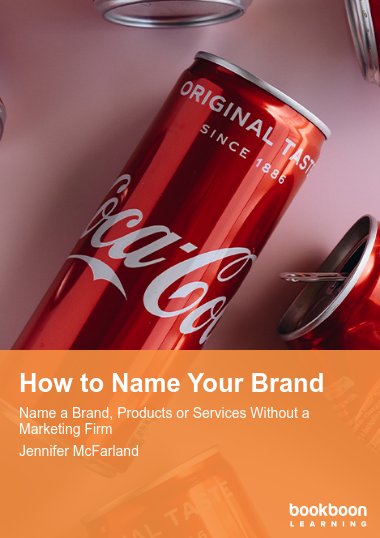 ORIGINAL TASTE
SINCE 1886
Coca-Co
How to Name Your Brand
Name a Brand, Products or Services Without a
Marketing Firm
Jennifer McFarland
TASTE
bookboon
LEARNING